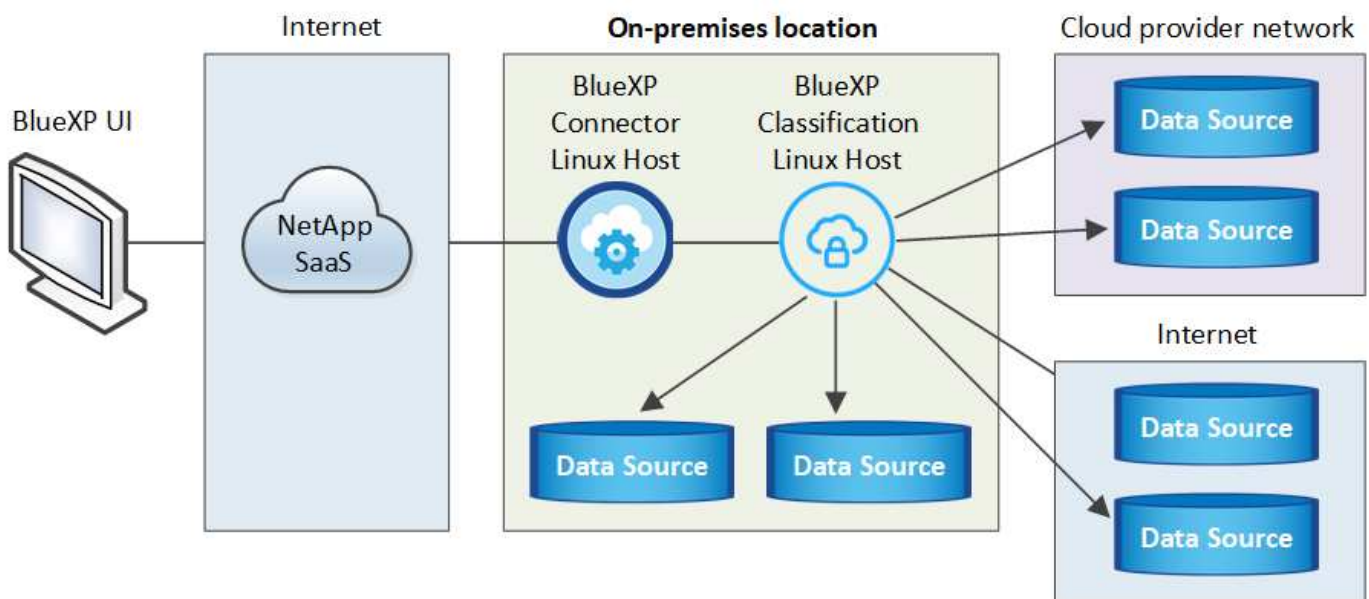 Internet
On-premises location
Cloud provider network
BlueXP UI
NetApp
SaaS
BlueXP
Connector
Linux Host
BlueXP
Classification
Linux Host
Data Source
Data Source
Data Source
Data Source
Internet
Data Source
Data Source